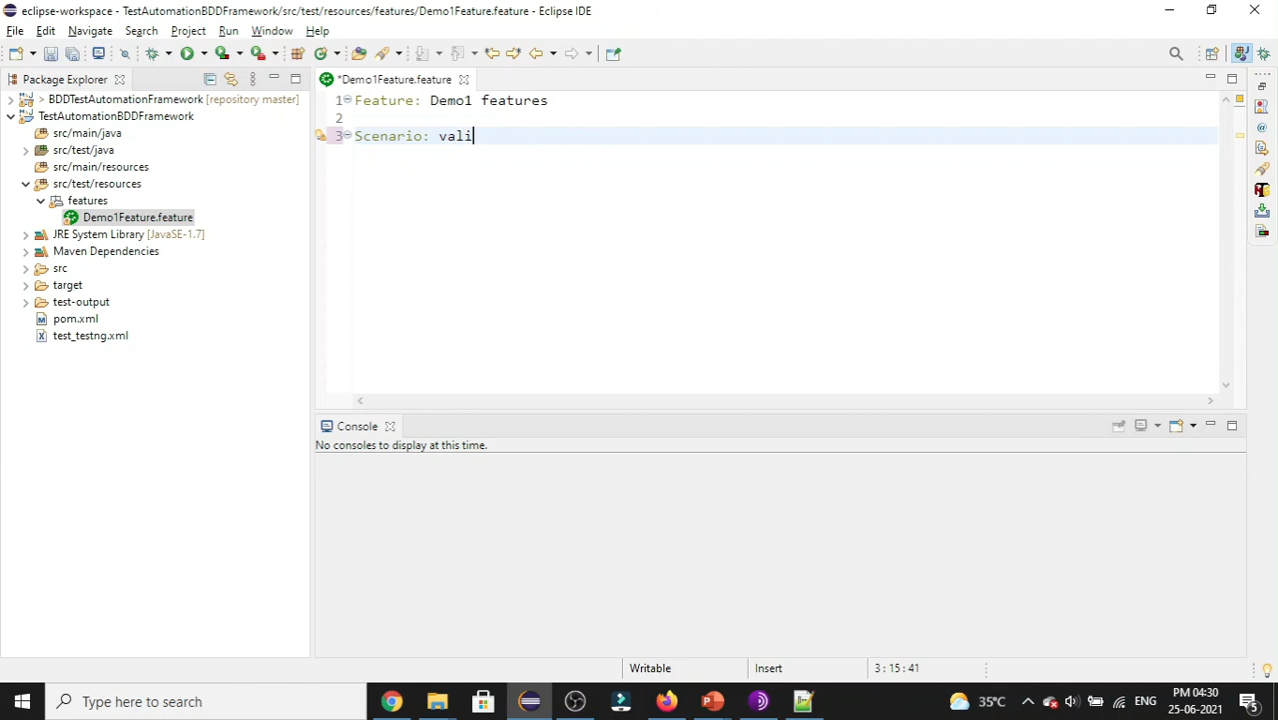 eclipse-workspace - TestAutomationBDDFramework/src/test/resources/features/Demo1Feature.feature - Eclipse IDE
File Edit Navigate Search Project Run Window Help
Package Explorer
> BDDTestAutomationFramework [repository master]
TestAutomationBDDFramework
src/main/java
src/test/java
src/main/resources
src/test/resources
features
Demo1Feature.feature
JRE System Library [JavaSE-1.7]
Maven Dependencies
src
target
test-output
pom.xml
test_testng.xml
*Demo1Feature.feature
1 Feature: Demo1 features
2
3 Scenario: vali
Console
No consoles to display at this time.
Writable Insert 3 : 15 : 41
Type here to search
35°C ENG PM 04:30
25-06-2021 5